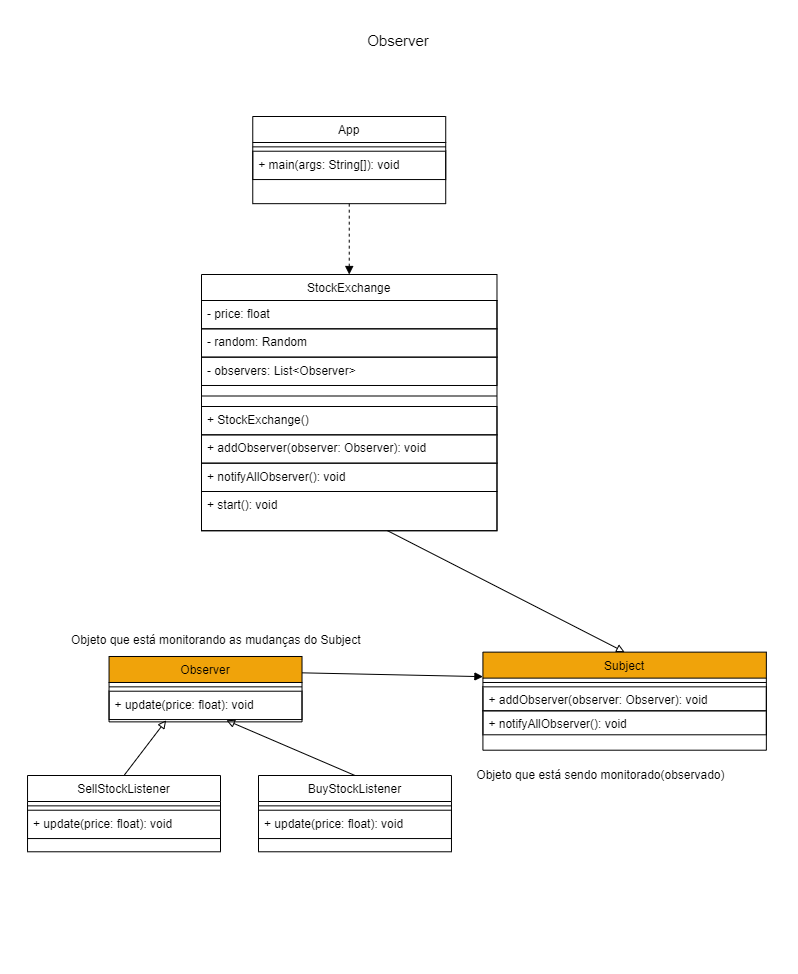 Observer
App
+ main(args: String[]): void
StockExchange
- price: float
- random: Random
- observers: List<Observer>
+ StockExchange()
+ addObserver(observer: Observer): void
+ notifyAllObserver(): void
+ start(): void
Objeto que está monitorando as mudanças do Subject
Observer
+ update(price: float): void
Subject
+ addObserver(observer: Observer): void
+ notifyAllObserver(): void
Objeto que está sendo monitorado(observado)
SellStockListener
+ update(price: float): void
BuyStockListener
+ update(price: float): void